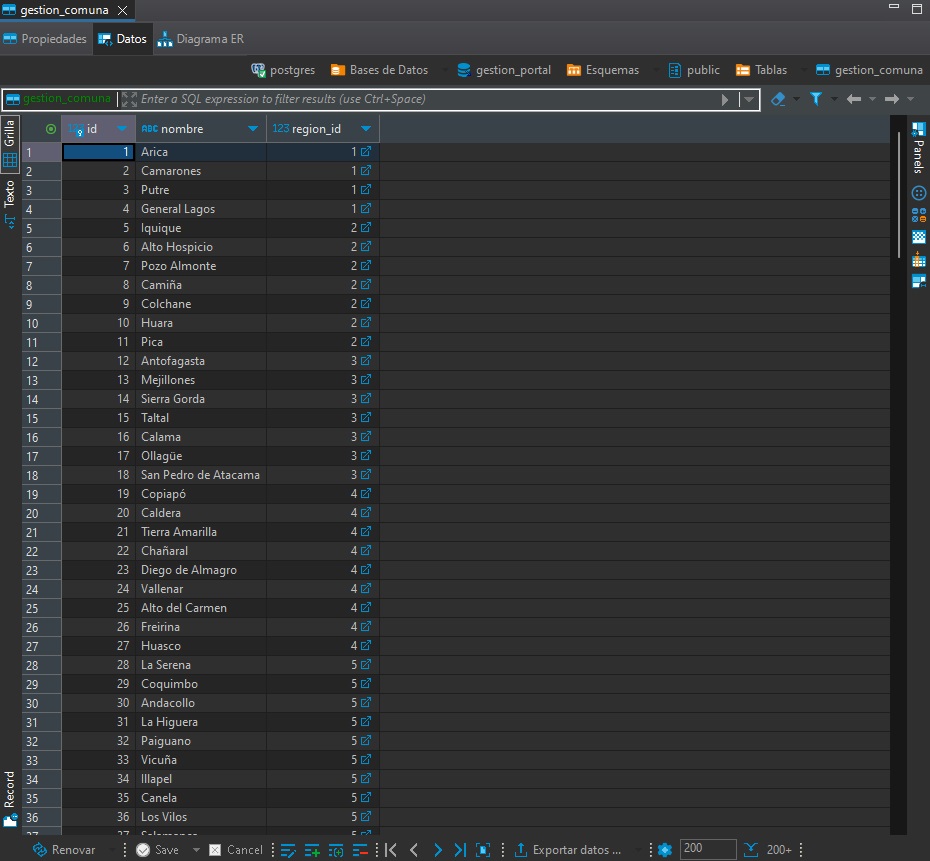 gestion_comuna
Propiedades Datos Diagrama ER
postgres Bases de Datos gestion_portal Esquemas public Tablas gestion_comuna
gestion_comuna Enter a SQL expression to filter results (use Ctrl+Space)
Grilla
Texto
Record
Panels
123 id ABC nombre 123 region_id
1 1 Arica 1
2 2 Camarones 1
3 3 Putre 1
4 4 General Lagos 1
5 5 Iquique 2
6 6 Alto Hospicio 2
7 7 Pozo Almonte 2
8 8 Camiña 2
9 9 Colchane 2
10 10 Huara 2
11 11 Pica 2
12 12 Antofagasta 3
13 13 Mejillones 3
14 14 Sierra Gorda 3
15 15 Taltal 3
16 16 Calama 3
17 17 Ollagüe 3
18 18 San Pedro de Atacama 3
19 19 Copiapó 4
20 20 Caldera 4
21 21 Tierra Amarilla 4
22 22 Chañaral 4
23 23 Diego de Almagro 4
24 24 Vallenar 4
25 25 Alto del Carmen 4
26 26 Freirina 4
27 27 Huasco 4
28 28 La Serena 5
29 29 Coquimbo 5
30 30 Andacollo 5
31 31 La Higuera 5
32 32 Paiguano 5
33 33 Vicuña 5
34 34 Illapel 5
35 35 Canela 5
36 36 Los Vilos 5
37 37 Salamanca 5
Renovar Save Cancel Exportar datos ... 200 200+